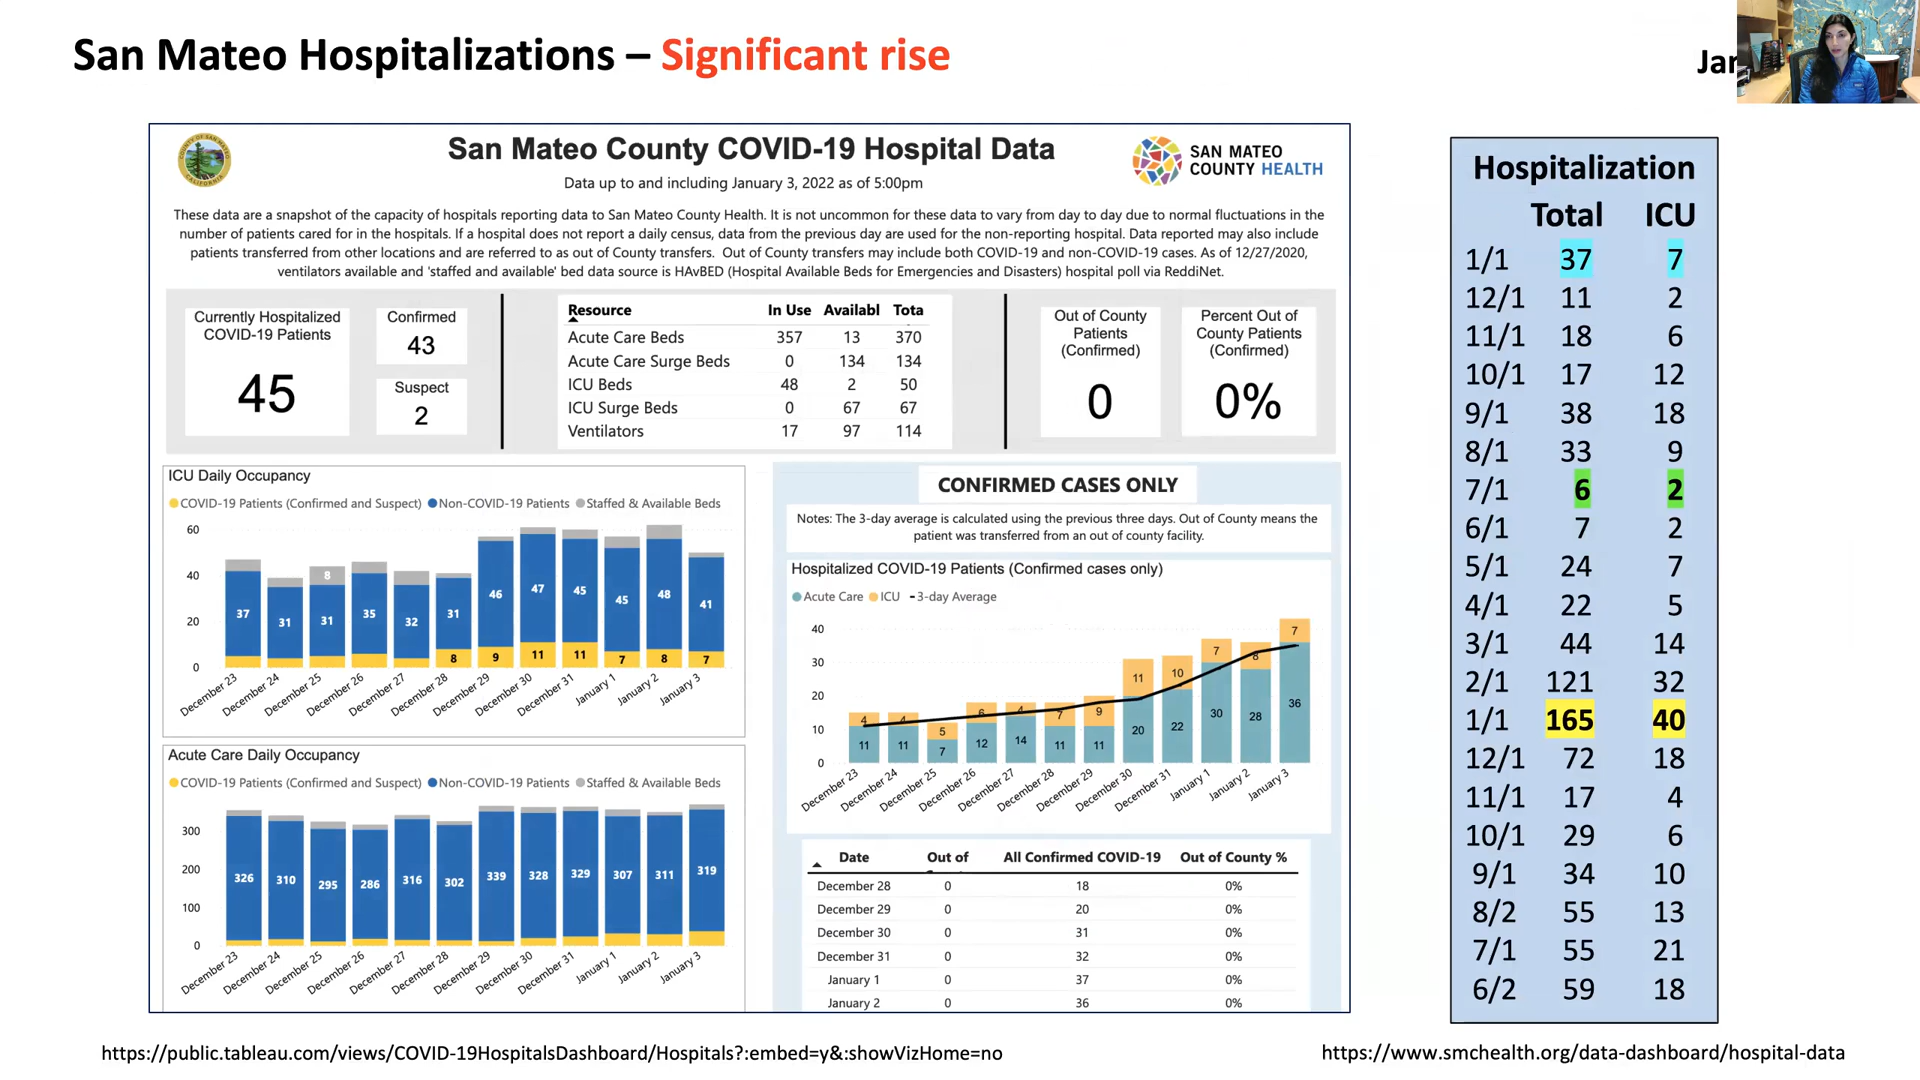 San Mateo Hospitalizations – Significant rise
Jar
San Mateo County COVID-19 Hospital Data
Data up to and including January 3, 2022 as of 5:00pm
COUNTY OF SAN MATEO
CALIFORNIA
SAN MATEO
COUNTY HEALTH
These data are a snapshot of the capacity of hospitals reporting data to San Mateo County Health. It is not uncommon for these data to vary from day to day due to normal fluctuations in the
number of patients cared for in the hospitals. If a hospital does not report a daily census, data from the previous day are used for the non-reporting hospital. Data reported may also include
patients transferred from other locations and are referred to as out of County transfers. Out of County transfers may include both COVID-19 and non-COVID-19 cases. As of 12/27/2020,
ventilators available and 'staffed and available' bed data source is HAvBED (Hospital Available Beds for Emergencies and Disasters) hospital poll via ReddiNet.
Currently Hospitalized
COVID-19 Patients
45
Confirmed
43
Suspect
2
Resource In Use Availabl Tota
Acute Care Beds 357 13 370
Acute Care Surge Beds 0 134 134
ICU Beds 48 2 50
ICU Surge Beds 0 67 67
Ventilators 17 97 114
Out of County
Patients
(Confirmed)
0
Percent Out of
County Patients
(Confirmed)
0%
ICU Daily Occupancy
COVID-19 Patients (Confirmed and Suspect) Non-COVID-19 Patients Staffed & Available Beds
60
40
20
0
8
37 31 31 35 32 31 46 47 45 45 48 41
8 9 11 11 7 8 7
December 23 December 24 December 25 December 26 December 27 December 28 December 29 December 30 December 31 January 1 January 2 January 3
Acute Care Daily Occupancy
COVID-19 Patients (Confirmed and Suspect) Non-COVID-19 Patients Staffed & Available Beds
300
200
100
0
326 310 295 286 316 302 339 328 329 307 311 319
December 23 December 24 December 25 December 26 December 27 December 28 December 29 December 30 December 31 January 1 January 2 January 3
CONFIRMED CASES ONLY
Notes: The 3-day average is calculated using the previous three days. Out of County means the
patient was transferred from an out of county facility.
Hospitalized COVID-19 Patients (Confirmed cases only)
Acute Care ICU 3-day Average
40
30
20
10
0
4 4 5 6 4 7 9 11 10 7 8 7
11 11 7 12 14 11 11 20 22 30 28 36
December 23 December 24 December 25 December 26 December 27 December 28 December 29 December 30 December 31 January 1 January 2 January 3
Date Out of All Confirmed COVID-19 Out of County %
December 28 0 18 0%
December 29 0 20 0%
December 30 0 31 0%
December 31 0 32 0%
January 1 0 37 0%
January 2 0 36 0%
Hospitalization
Total ICU
1/1 37 7
12/1 11 2
11/1 18 6
10/1 17 12
9/1 38 18
8/1 33 9
7/1 6 2
6/1 7 2
5/1 24 7
4/1 22 5
3/1 44 14
2/1 121 32
1/1 165 40
12/1 72 18
11/1 17 4
10/1 29 6
9/1 34 10
8/2 55 13
7/1 55 21
6/2 59 18
https://public.tableau.com/views/COVID-19HospitalsDashboard/Hospitals?:embed=y&:showVizHome=no
https://www.smchealth.org/data-dashboard/hospital-data